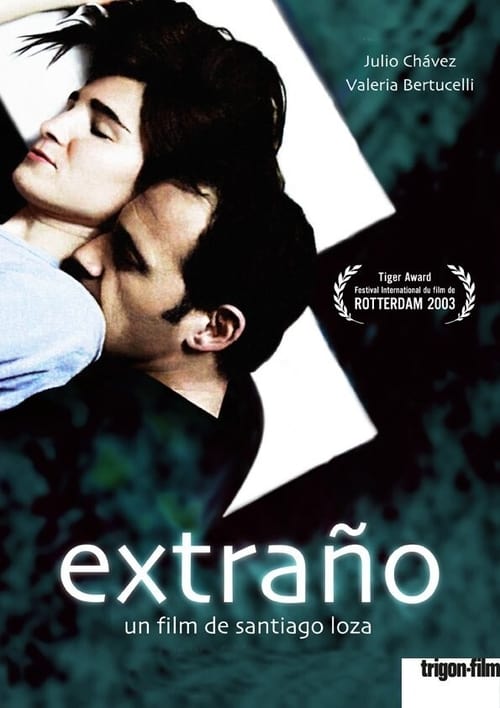 Julio Chávez
Valeria Bertucelli
Tiger Award
Festival International du film de
ROTTERDAM 2003
extraño
un film de santiago loza
trigon-film